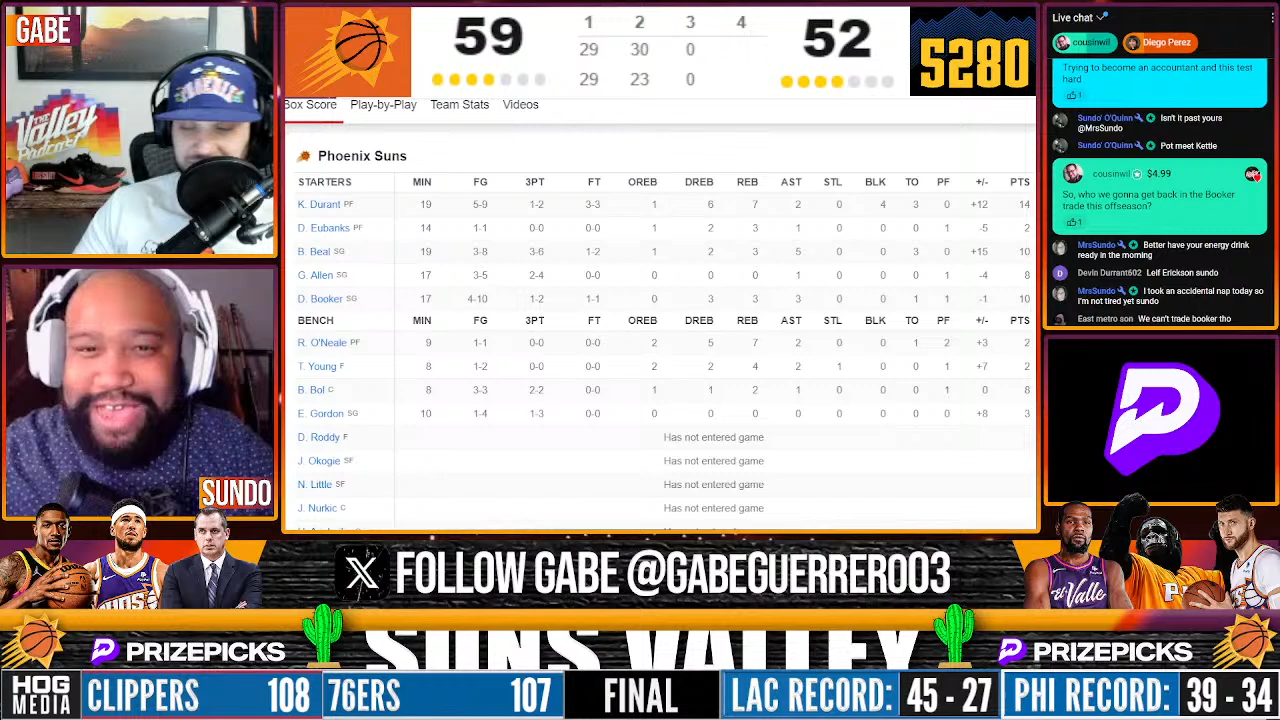 GABE
The
Valley
Podcast
SUNDO
59
1 2 3 4
29 30 0
29 23 0
52
5280
Box Score Play-by-Play Team Stats Videos
Phoenix Suns
STARTERS MIN FG 3PT FT OREB DREB REB AST STL BLK TO PF +/- PTS
K. Durant PF 19 5-9 1-2 3-3 1 6 7 2 0 4 3 0 +12 14
D. Eubanks PF 14 1-1 0-0 0-0 1 2 3 1 0 0 0 1 -5 2
B. Beal SG 19 3-8 3-6 1-2 1 2 3 5 0 0 3 0 +15 10
G. Allen SG 17 3-5 2-4 0-0 0 0 0 0 0 0 0 1 -4 8
D. Booker SG 17 4-10 1-2 1-1 0 3 3 3 0 0 1 1 -1 10
BENCH MIN FG 3PT FT OREB DREB REB AST STL BLK TO PF +/- PTS
R. O'Neale PF 9 1-1 0-0 0-0 2 5 7 2 0 0 1 2 +3 2
T. Young F 8 1-2 0-0 0-0 2 2 4 2 1 0 0 1 +7 2
B. Bol C 8 3-3 2-2 0-0 1 1 2 1 0 0 0 1 0 8
E. Gordon SG 10 1-4 1-3 0-0 0 0 0 0 0 0 0 0 +8 3
D. Roddy F Has not entered game
J. Okogie SF Has not entered game
N. Little SF Has not entered game
J. Nurkic C Has not entered game
Live chat
cousinwil Diego Perez
Trying to become an accountant and this test
hard
1
Sundo' O'Quinn Isn't it past yours
@MrsSundo
Sundo' O'Quinn Pot meet Kettle
cousinwil $4.99
So, who we gonna get back in the Booker
trade this offseason?
1
MrsSundo Better have your energy drink
ready in the morning
Devin Durrant602 Leif Erickson sundo
MrsSundo I took an accidental nap today so
I'm not tired yet sundo
East metro son We can't trade booker tho
FOLLOW GABE @GABEGUERRERO03
PRIZEPICKS
SUNS VALLEY
PRIZEPICKS
HOG
MEDIA
CLIPPERS 108 76ERS 107 FINAL LAC RECORD: 45 - 27 PHI RECORD: 39 - 34